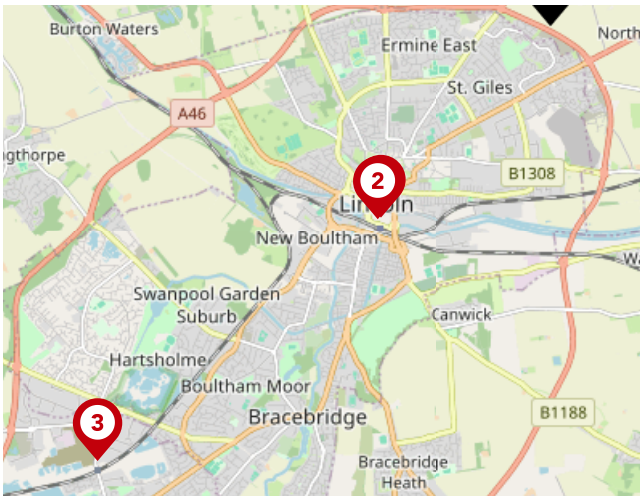 Burton Waters
Ermine East
North
St. Giles
A46
gthorpe
B1308
2
Lincoln
New Boultham
Wa
Swanpool Garden
Suburb
Canwick
Hartsholme
Boultham Moor
Bracebridge
B1188
3
Bracebridge
Heath